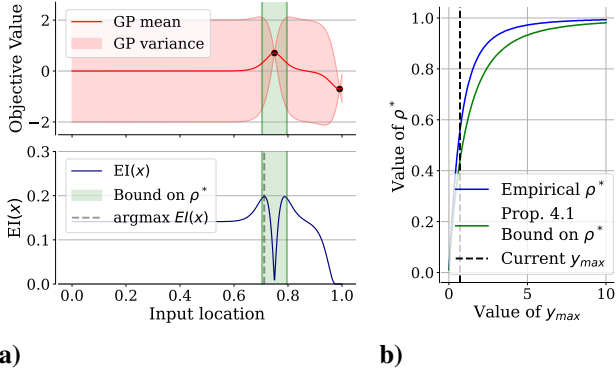 Objective Value
2
0
−2
GP mean
GP variance
EI(x)
0.3
0.2
0.1
0.0
EI(x)
Bound on ρ*
argmax EI(x)
0.0
0.2
0.4
0.6
0.8
1.0
Input location
a)
Value of ρ*
1.0
0.8
0.6
0.4
0.2
0.0
Empirical ρ*
Prop. 4.1
Bound on ρ*
Current ymax
0
5
10
Value of ymax
b)